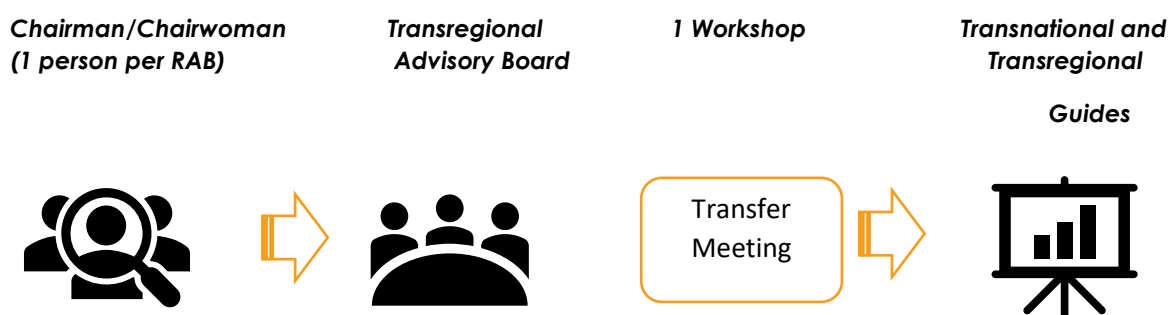 Chairman/Chairwoman
(1 person per RAB)
Transregional
Advisory Board
1 Workshop
Transnational and
Transregional
Guides
Transfer
Meeting